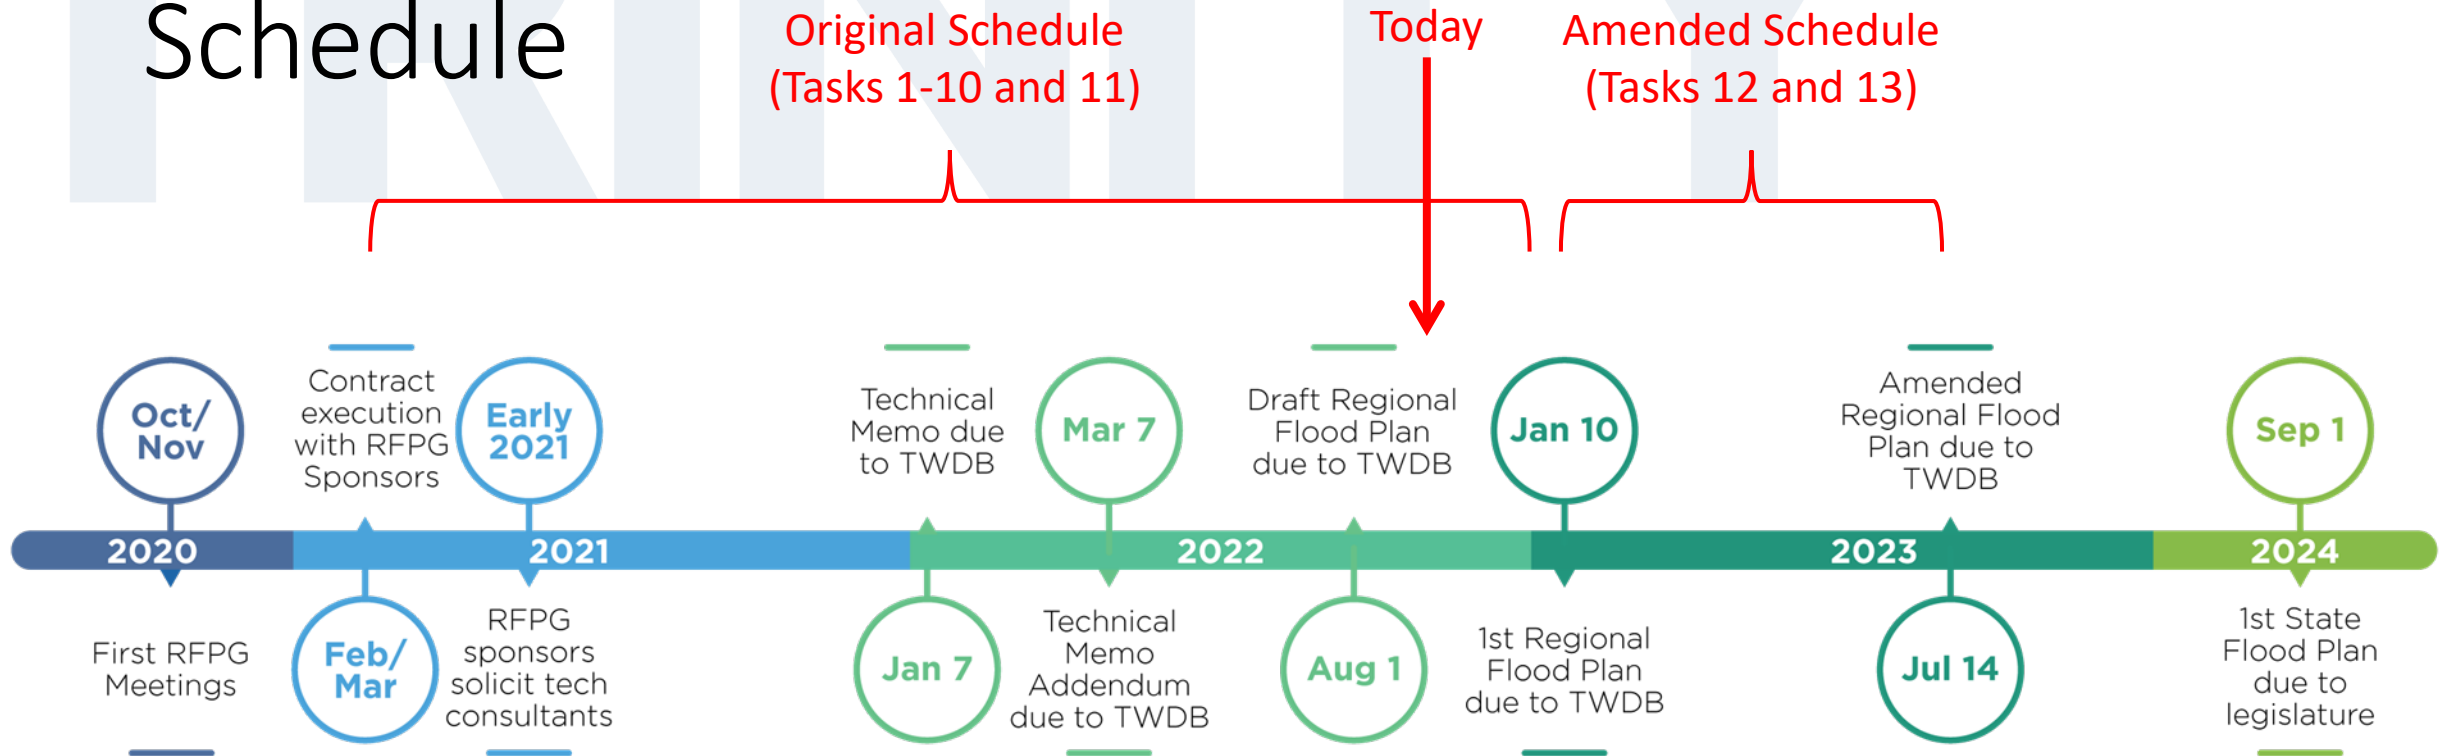 TRINITY
Schedule
Original Schedule
(Tasks 1-10 and 11)
Today
Amended Schedule
(Tasks 12 and 13)
Oct/
Nov
Contract
execution
with RFPG
Sponsors
Early
2021
Technical
Memo due
to TWDB
Mar 7
Draft Regional
Flood Plan
due to TWDB
Jan 10
Amended
Regional Flood
Plan due to
TWDB
Sep 1
2020
2021
2022
2023
2024
First RFPG
Meetings
Feb/
Mar
RFPG
sponsors
solicit tech
consultants
Jan 7
Technical
Memo
Addendum
due to TWDB
Aug 1
1st Regional
Flood Plan
due to TWDB
Jul 14
1st State
Flood Plan
due to
legislature